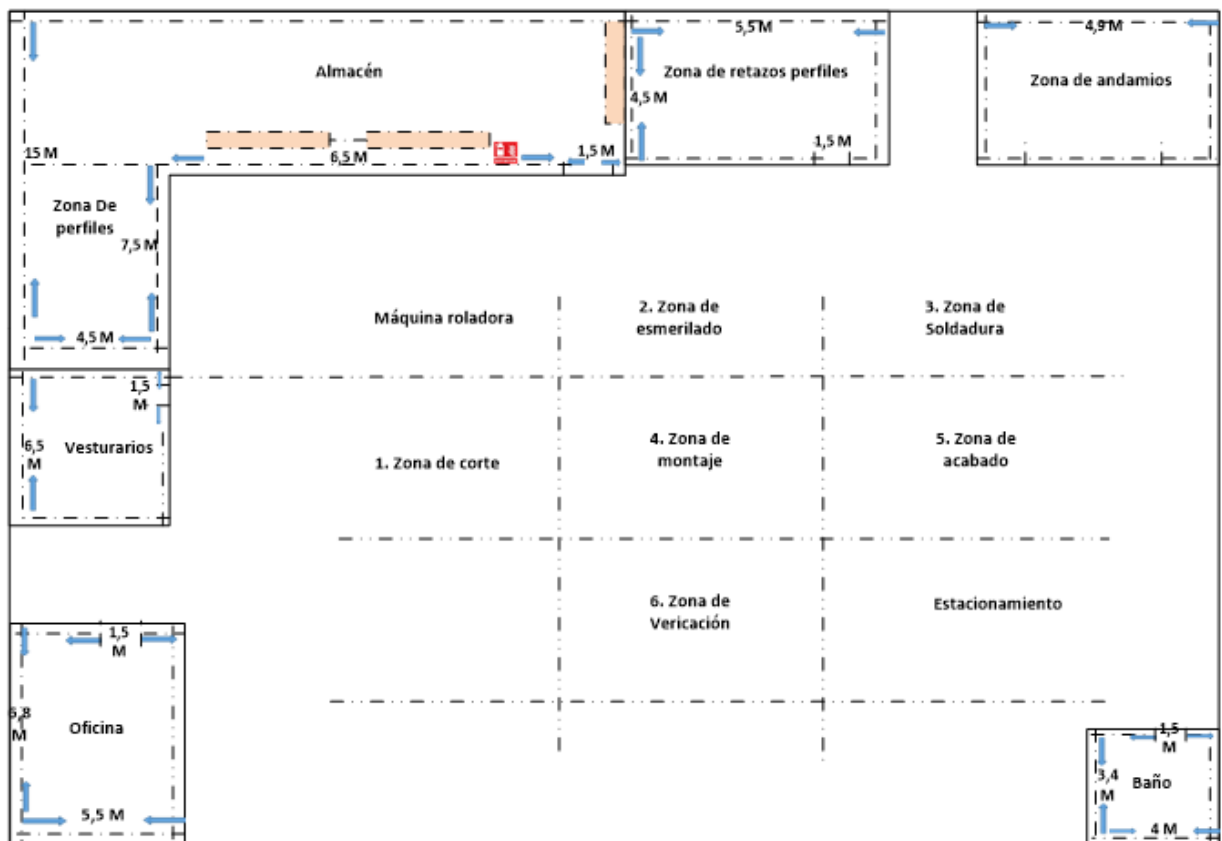 5,5 M
4,9 M
Almacén
Zona de retazos perfiles
Zona de andamios
4,5 M
1,5 M
15 M
6,5 M
1,5 M
Zona De
perfiles
7,5 M
4,5 M
Máquina roladora
2. Zona de
esmerilado
3. Zona de
Soldadura
1,5
M
6,5
M
Vesturarios
1. Zona de corte
4. Zona de
montaje
5. Zona de
acabado
6. Zona de
Vericación
Estacionamiento
1,5
M
M
Oficina
5,5 M
1,5
M
3,4
M
Baño
4 M